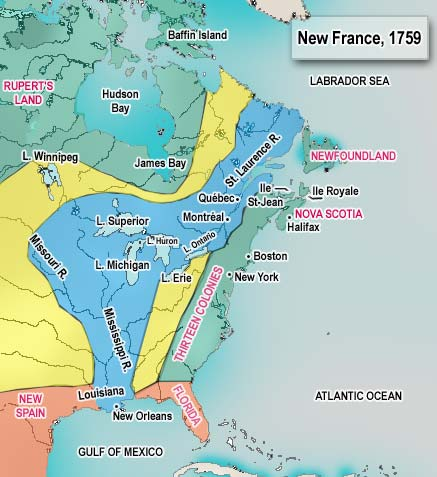 New France, 1759
Baffin Island
LABRADOR SEA
RUPERT'S
LAND
Hudson
Bay
L. Winnipeg
James Bay
St. Laurence R.
NEWFOUNDLAND
Québec
Ile
St-Jean
Ile Royale
L. Superior
Montréal
NOVA SCOTIA
Halifax
Missouri R.
L. Huron
L. Ontario
L. Michigan
L. Erie
Boston
New York
THIRTEEN COLONIES
Mississippi R.
NEW
SPAIN
Louisiana
FLORIDA
ATLANTIC OCEAN
New Orleans
GULF OF MEXICO